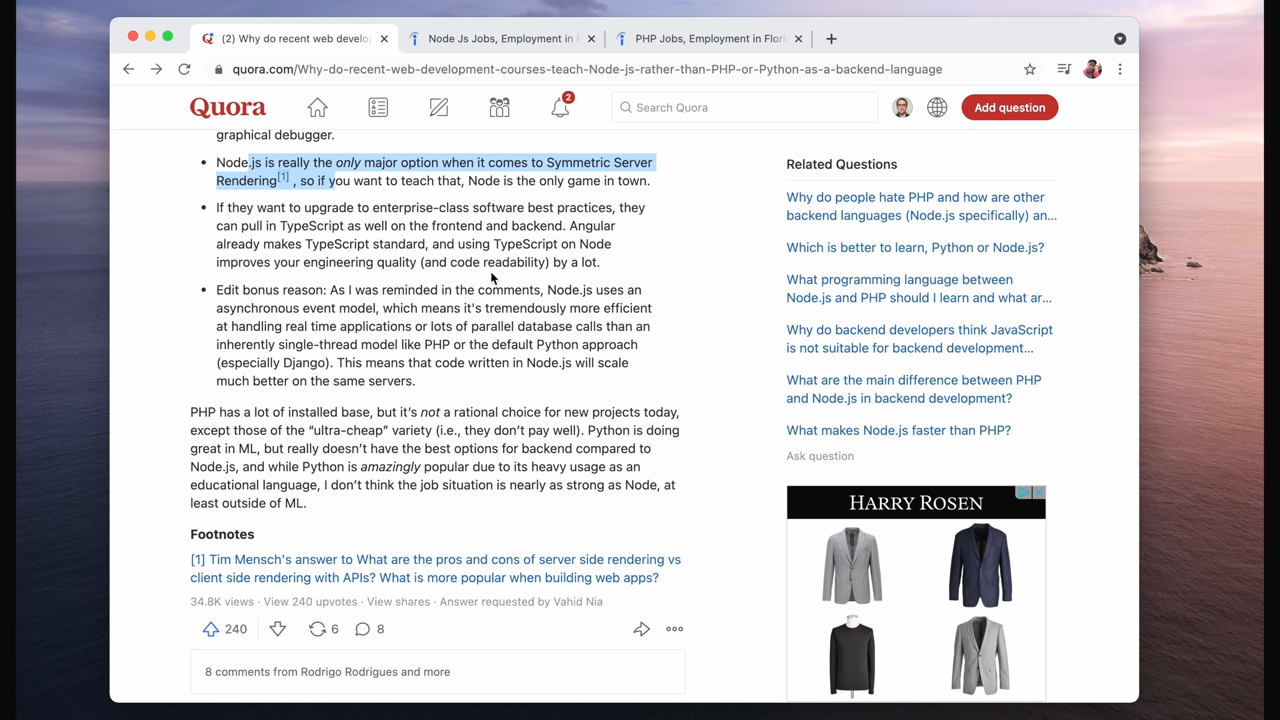 (2) Why do recent web develo
Node Js Jobs, Employment in F
PHP Jobs, Employment in Flori
quora.com/Why-do-recent-web-development-courses-teach-Node-js-rather-than-PHP-or-Python-as-a-backend-language
Quora
2
Search Quora
Add question
graphical debugger.
Node.js is really the only major option when it comes to Symmetric Server
Rendering[1] , so if you want to teach that, Node is the only game in town.
If they want to upgrade to enterprise-class software best practices, they
can pull in TypeScript as well on the frontend and backend. Angular
already makes TypeScript standard, and using TypeScript on Node
improves your engineering quality (and code readability) by a lot.
Edit bonus reason: As I was reminded in the comments, Node.js uses an
asynchronous event model, which means it's tremendously more efficient
at handling real time applications or lots of parallel database calls than an
inherently single-thread model like PHP or the default Python approach
(especially Django). This means that code written in Node.js will scale
much better on the same servers.
PHP has a lot of installed base, but it's not a rational choice for new projects today,
except those of the “ultra-cheap” variety (i.e., they don't pay well). Python is doing
great in ML, but really doesn't have the best options for backend compared to
Node.js, and while Python is amazingly popular due to its heavy usage as an
educational language, I don't think the job situation is nearly as strong as Node, at
least outside of ML.
Footnotes
[1] Tim Mensch's answer to What are the pros and cons of server side rendering vs
client side rendering with APIs? What is more popular when building web apps?
34.8K views · View 240 upvotes · View shares · Answer requested by Vahid Nia
240
6
8
8 comments from Rodrigo Rodrigues and more
Related Questions
Why do people hate PHP and how are other
backend languages (Node.js specifically) an...
Which is better to learn, Python or Node.js?
What programming language between
Node.js and PHP should I learn and what ar...
Why do backend developers think JavaScript
is not suitable for backend development...
What are the main difference between PHP
and Node.js in backend development?
What makes Node.js faster than PHP?
Ask question
HARRY ROSEN